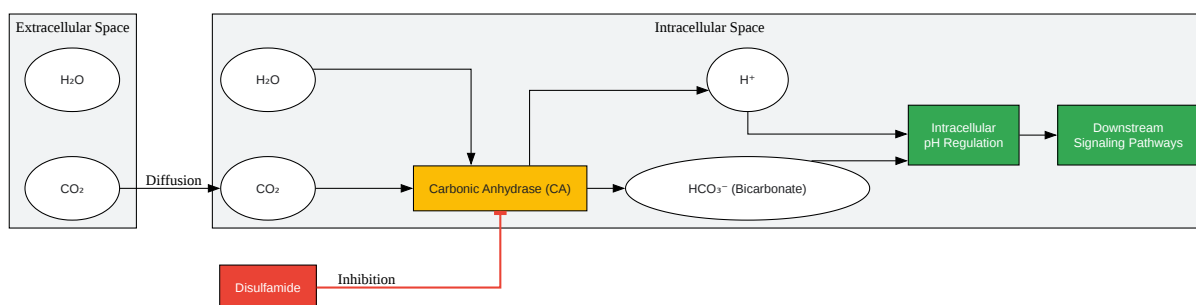 Extracellular Space
Intracellular Space
H₂O
H₂O
H⁺
Intracellular
pH Regulation
Downstream
Signaling Pathways
CO₂
Diffusion
CO₂
Carbonic Anhydrase (CA)
HCO₃⁻ (Bicarbonate)
Disulfamide
Inhibition